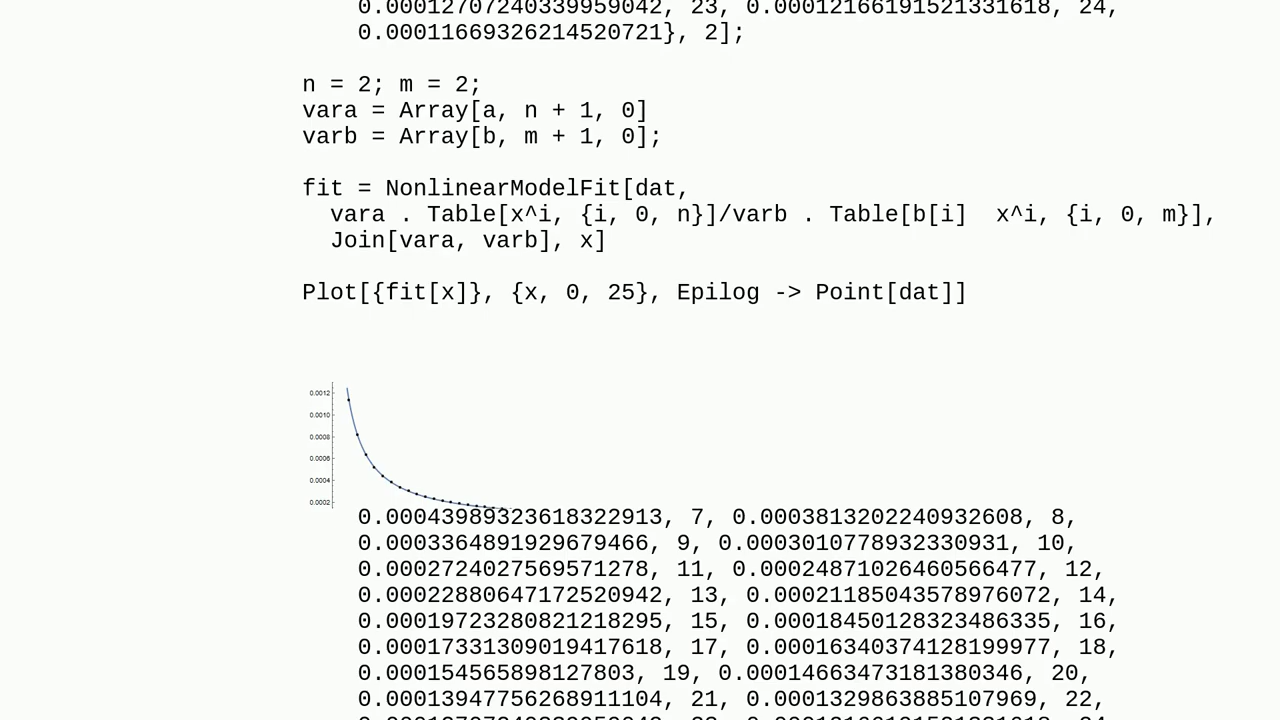 0.00012707240339959042, 23, 0.00012166191521331618, 24,
0.00011669326214520721}, 2];
n = 2; m = 2;
vara = Array[a, n + 1, 0]
varb = Array[b, m + 1, 0];
fit = NonlinearModelFit[dat,
vara . Table[x^i, {i, 0, n}]/varb . Table[b[i]  x^i, {i, 0, m}],
Join[vara, varb], x]
Plot[{fit[x]}, {x, 0, 25}, Epilog -> Point[dat]]
0.0012
0.0010
0.0008
0.0006
0.0004
0.0002
0.00043989323618322913, 7, 0.0003813202240932608, 8,
0.0003364891929679466, 9, 0.0003010778932330931, 10,
0.00027240275695712​78, 11, 0.00024871026460566477, 12,
0.00022880647172520942, 13, 0.00021185043578976072, 14,
0.00019723280821218295, 15, 0.00018450128323486335, 16,
0.00017331309019417618, 17, 0.00016340374128199977, 18,
0.0001545658981278​03, 19, 0.00014663473181380346, 20,
0.00013947756268911104, 21, 0.0001329863885107969, 22,